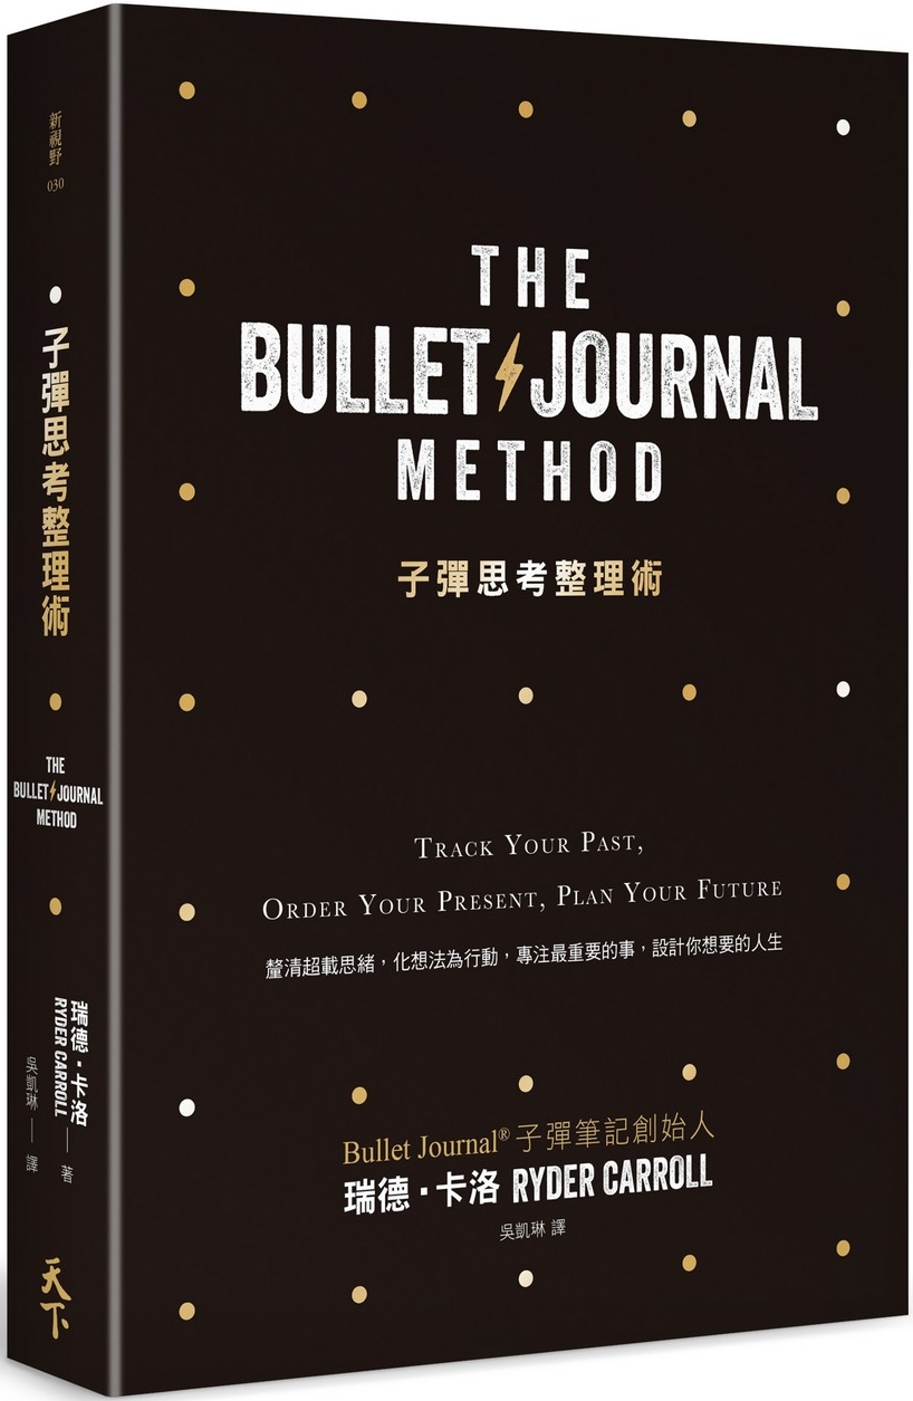 新視野
030
子彈思考整理術
THE
BULLET JOURNAL
METHOD
瑞德・卡洛
RYDER CARROLL
著
吳凱琳
譯
天下
THE
BULLET JOURNAL
METHOD
子彈思考整理術
TRACK YOUR PAST,
ORDER YOUR PRESENT, PLAN YOUR FUTURE
釐清超載思緒，化想法為行動，專注最重要的事，設計你想要的人生
Bullet Journal® 子彈筆記創始人
瑞德・卡洛 RYDER CARROLL
吳凱琳 譯